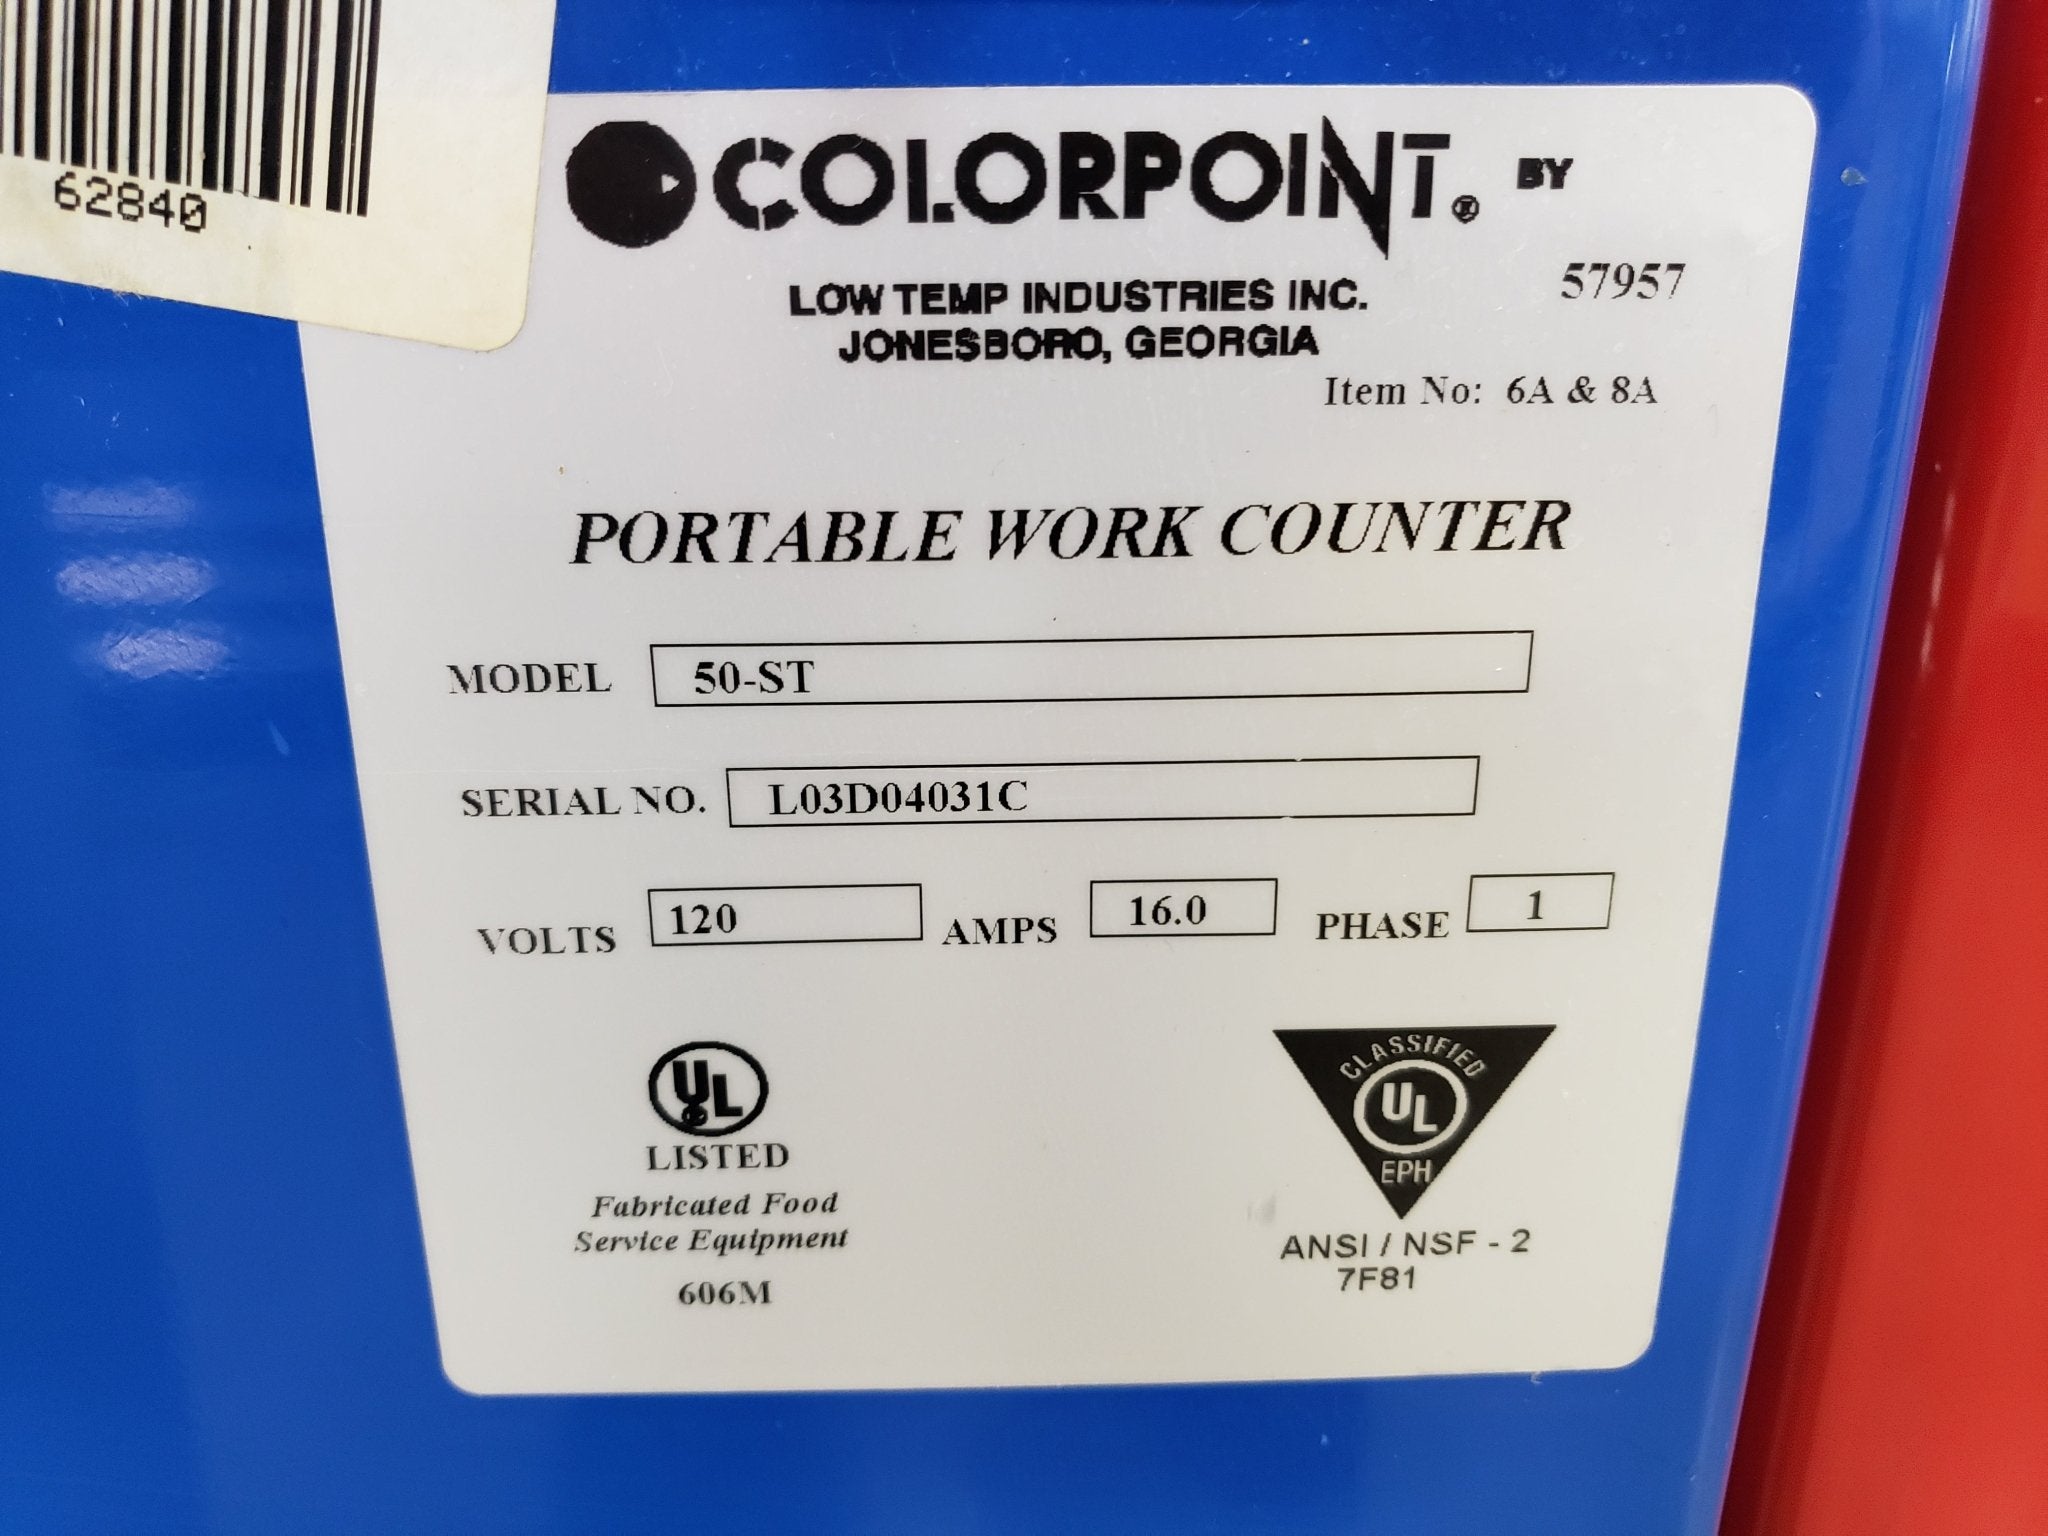 62840
COLORPOINT® BY
57957
LOW TEMP INDUSTRIES INC.
JONESBORO, GEORGIA
Item No: 6A & 8A
PORTABLE WORK COUNTER
MODEL 50-ST
SERIAL NO. L03D04031C
VOLTS 120 AMPS 16.0 PHASE 1
UL
LISTED
Fabricated Food
Service Equipment
606M
CLASSIFIED
UL
EPH
ANSI / NSF - 2
7F81